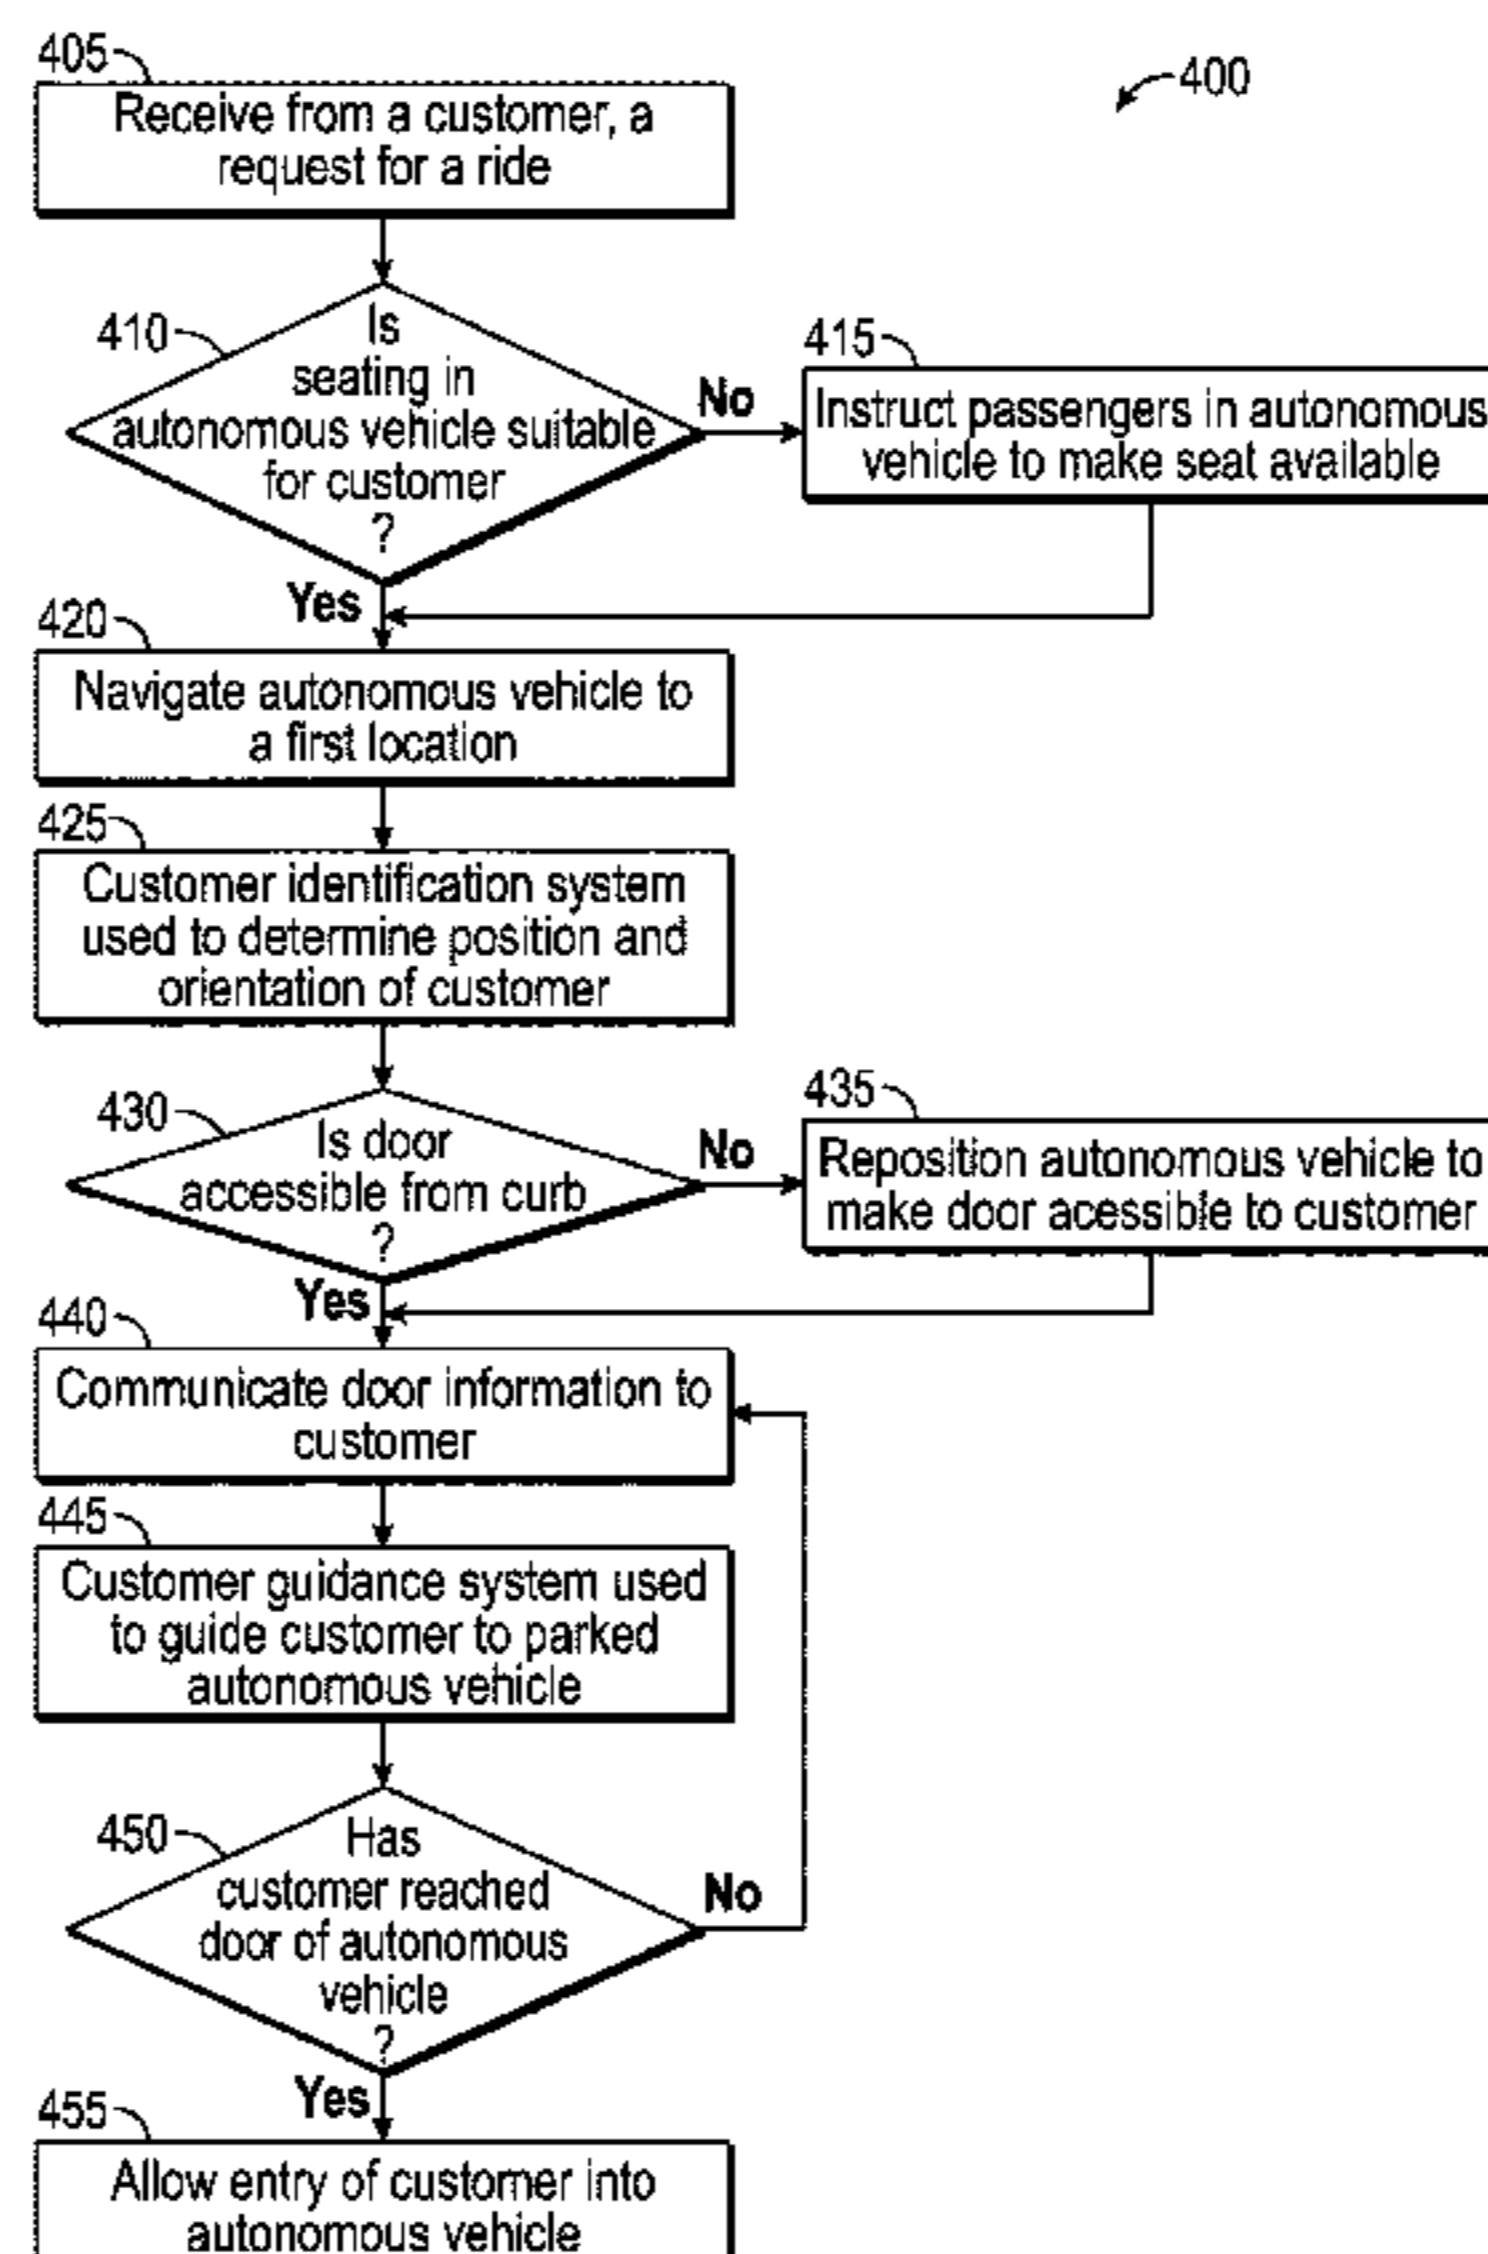 405
400
Receive from a customer, a
request for a ride
410
Is
seating in
autonomous vehicle suitable
for customer
?
No
415
Instruct passengers in autonomous
vehicle to make seat available
Yes
420
Navigate autonomous vehicle to
a first location
425
Customer identification system
used to determine position and
orientation of customer
430
Is door
accessible from curb
?
No
435
Reposition autonomous vehicle to
make door acessible to customer
Yes
440
Communicate door information to
customer
445
Customer guidance system used
to guide customer to parked
autonomous vehicle
450
Has
customer reached
door of autonomous
vehicle
?
No
Yes
455
Allow entry of customer into
autonomous vehicle